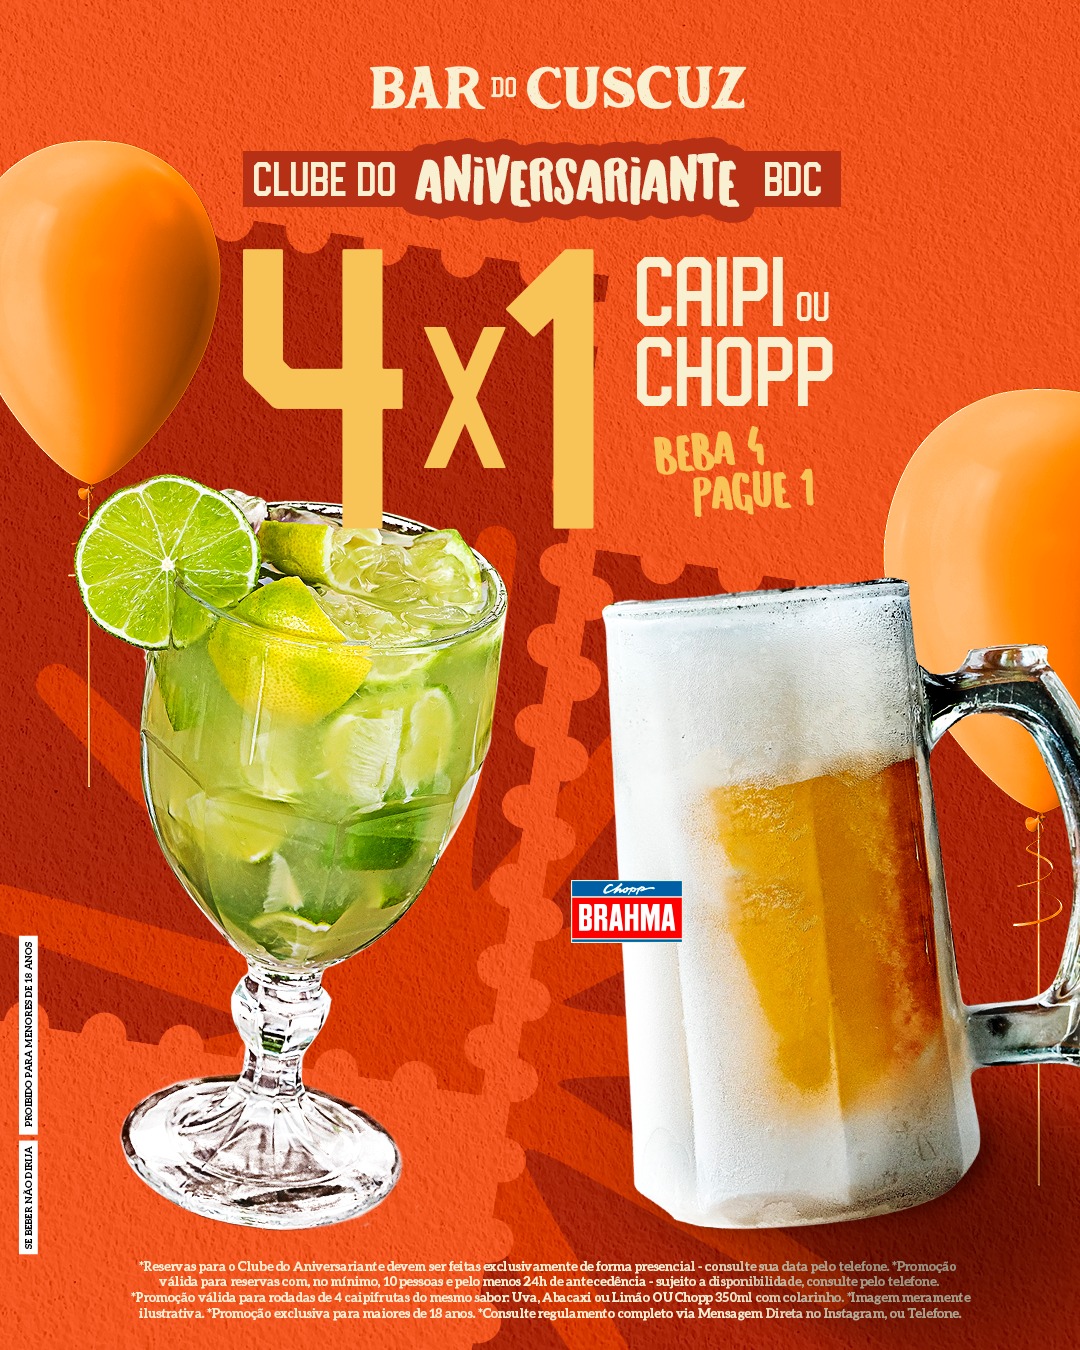 BAR DO CUSCUZ
CLUBE DO ANIVERSARIANTE BDC
4X1
CAIPI OU
CHOPP
BEBA 4
PAGUE 1
Chopp
BRAHMA
SE BEBER NÃO DIRIJA
PROIBIDO PARA MENORES DE 18 ANOS
*Reservas para o Clube do Aniversariante devem ser feitas exclusivamente de forma presencial - consulte sua data pelo telefone. *Promoção
válida para reservas com, no mínimo, 10 pessoas e pelo menos 24h de antecedência - sujeito a disponibilidade, consulte pelo telefone.
*Promoção válida para rodadas de 4 caipifrutas do mesmo sabor: Uva, Abacaxi ou Limão OU Chopp 350ml com colarinho. *Imagem meramente
ilustrativa. *Promoção exclusiva para maiores de 18 anos. *Consulte regulamento completo via Mensagem Direta no Instagram, ou Telefone.